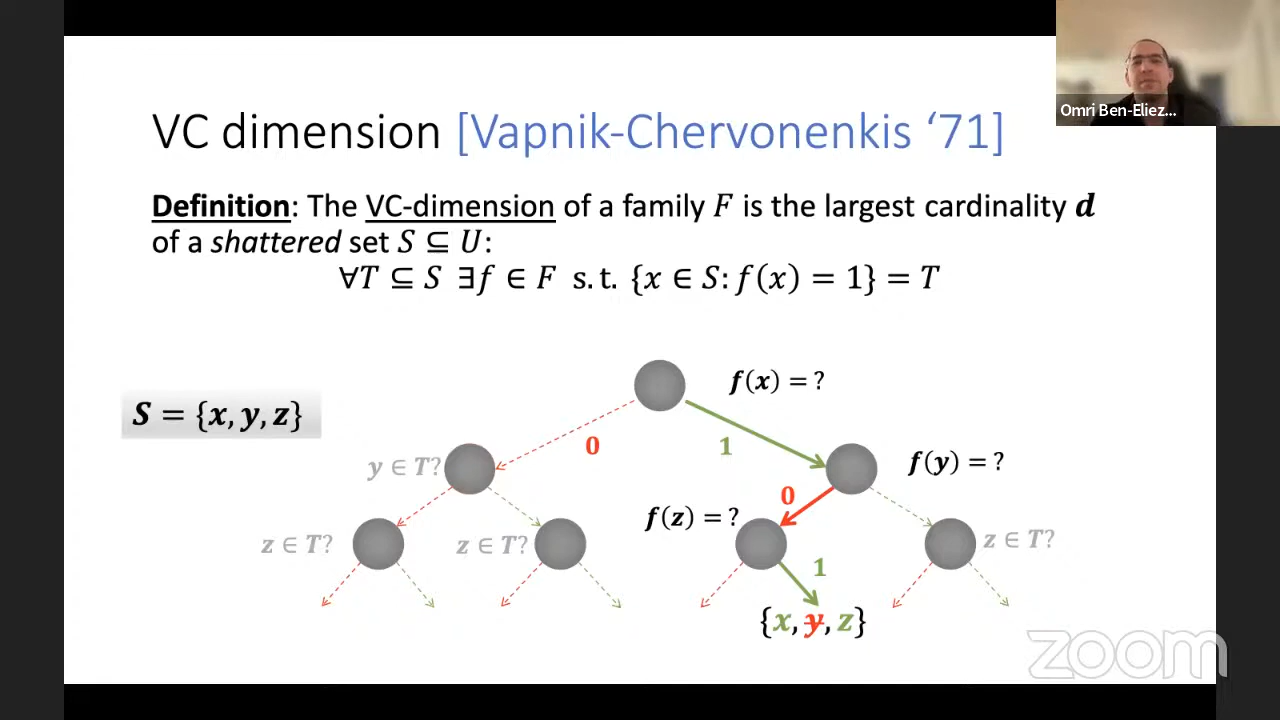 Omri Ben-Eliez...
VC dimension [Vapnik-Chervonenkis ‘71]
Definition: The VC-dimension of a family F is the largest cardinality d
of a shattered set S ⊆ U:
∀T ⊆ S ∃f ∈ F s.t. {x ∈ S: f(x) = 1} = T
f(x) = ?
S = {x, y, z}
0
1
y ∈ T?
f(y) = ?
0
f(z) = ?
z ∈ T?
z ∈ T?
z ∈ T?
1
{x, y, z}
zoom